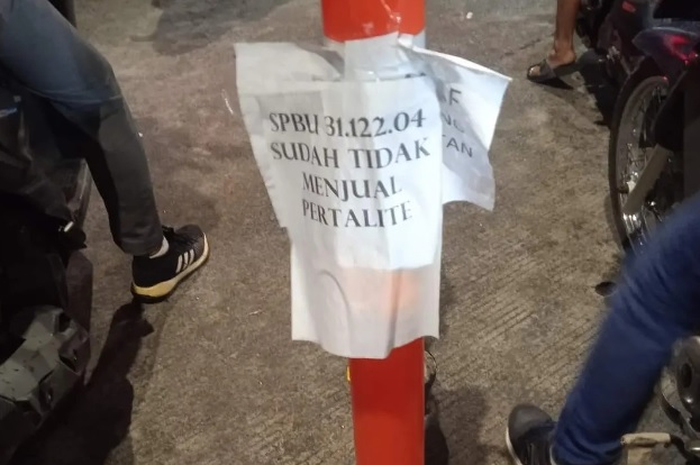 SPBU 31.122.04
SUDAH TIDAK
MENJUAL
PERTALITE